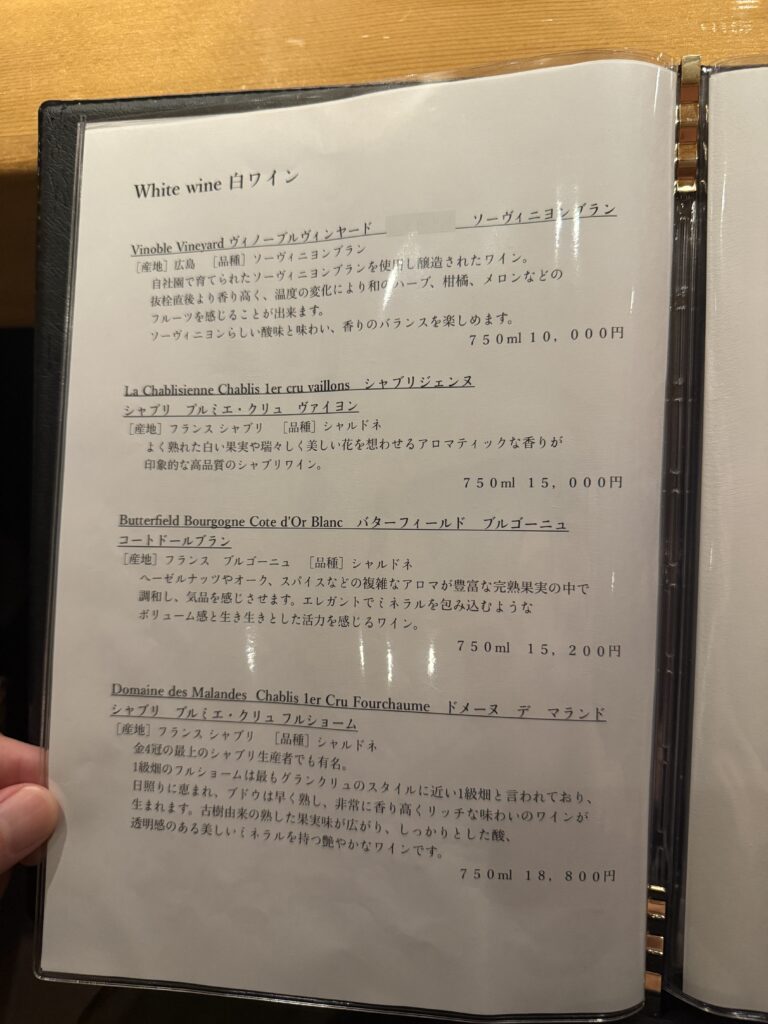 White wine 白ワイン
Vinoble Vineyard ヴィノーブルヴィンヤード ソーヴィニヨンブラン
［産地］広島 ［品種］ソーヴィニヨンブラン
自社園で育てられたソーヴィニヨンブランを使用し醸造されたワイン。
抜栓直後より香り高く、温度の変化により和のハーブ、柑橘、メロンなどの
フルーツを感じることが出来ます。
ソーヴィニヨンらしい酸味と味わい、香りのバランスを楽しめます。
７５０ml １０，０００円
La Chablisienne Chablis 1er cru vaillons シャブリジェンヌ
シャブリ プルミエ・クリュ ヴァイヨン
［産地］フランス シャブリ ［品種］シャルドネ
よく熟れた白い果実や瑞々しく美しい花を想わせるアロマティックな香りが
印象的な高品質のシャブリワイン。
７５０ml １５，０００円
Butterfield Bourgogne Cote d'Or Blanc バターフィールド ブルゴーニュ
コートドールブラン
［産地］フランス ブルゴーニュ ［品種］シャルドネ
ヘーゼルナッツやオーク、スパイスなどの複雑なアロマが豊富な完熟果実の中で
調和し、気品を感じさせます。エレガントでミネラルを包み込むような
ボリューム感と生き生きとした活力を感じるワイン。
７５０ml １５，２００円
Domaine des Malandes Chablis 1er Cru Fourchaume ドメーヌ デ マランド
シャブリ プルミエ・クリュ フルショーム
［産地］フランス シャブリ ［品種］シャルドネ
金4冠の最上のシャブリ生産者でも有名。
1級畑のフルショームは最もグランクリュのスタイルに近い1級畑と言われており、
日照りに恵まれ、ブドウは早く熟し、非常に香り高くリッチな味わいのワインが
生まれます。古樹由来の熟した果実味が広がり、しっかりとした酸、
透明感のある美しいミネラルを持つ艶やかなワインです。
７５０ml １８，８００円